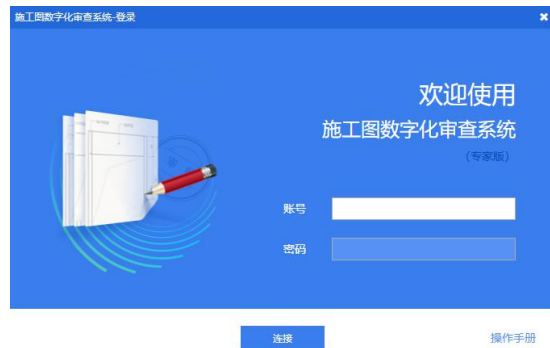 施工图数字化审查系统-登录
欢迎使用
施工图数字化审查系统
(专家版)
账号
密码
连接
操作手册